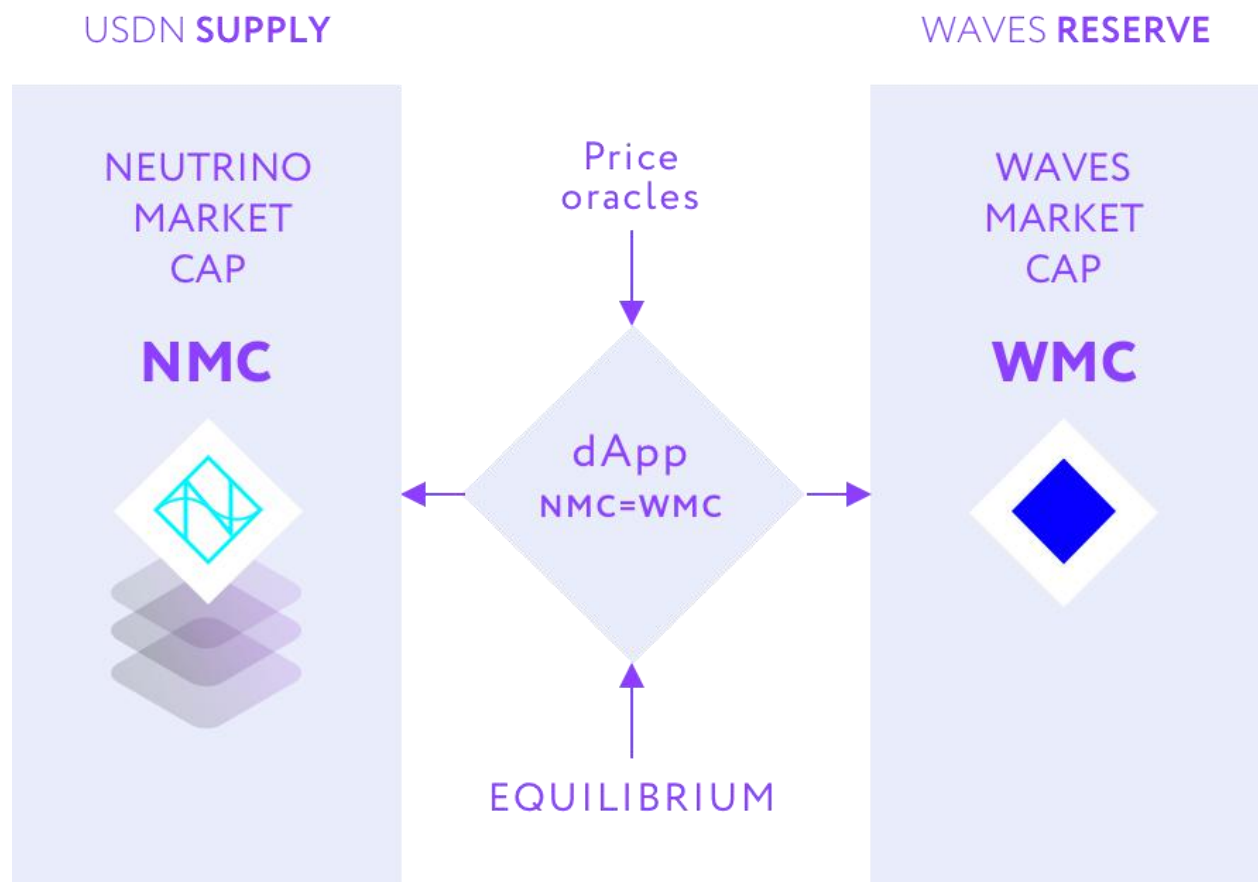 USDN SUPPLY
WAVES RESERVE
NEUTRINO
MARKET
CAP
NMC
Price
oracles
dApp
NMC=WMC
EQUILIBRIUM
WAVES
MARKET
CAP
WMC